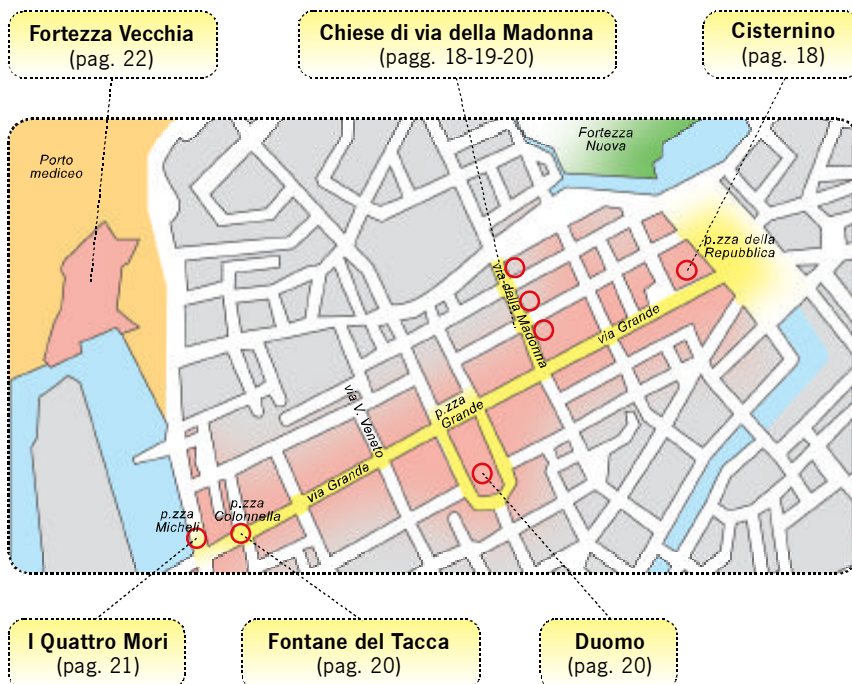 Fortezza Vecchia
(pag. 22)
Chiese di via della Madonna
(pagg. 18-19-20)
Cisternino
(pag. 18)
Porto
mediceo
Fortezza
Nuova
p.zza della
Repubblica
via della Madonna
via Grande
via V. Veneto
p.zza
Grande
via Grande
p.zza
Micheli
p.zza
Colonnella
I Quattro Mori
(pag. 21)
Fontane del Tacca
(pag. 20)
Duomo
(pag. 20)